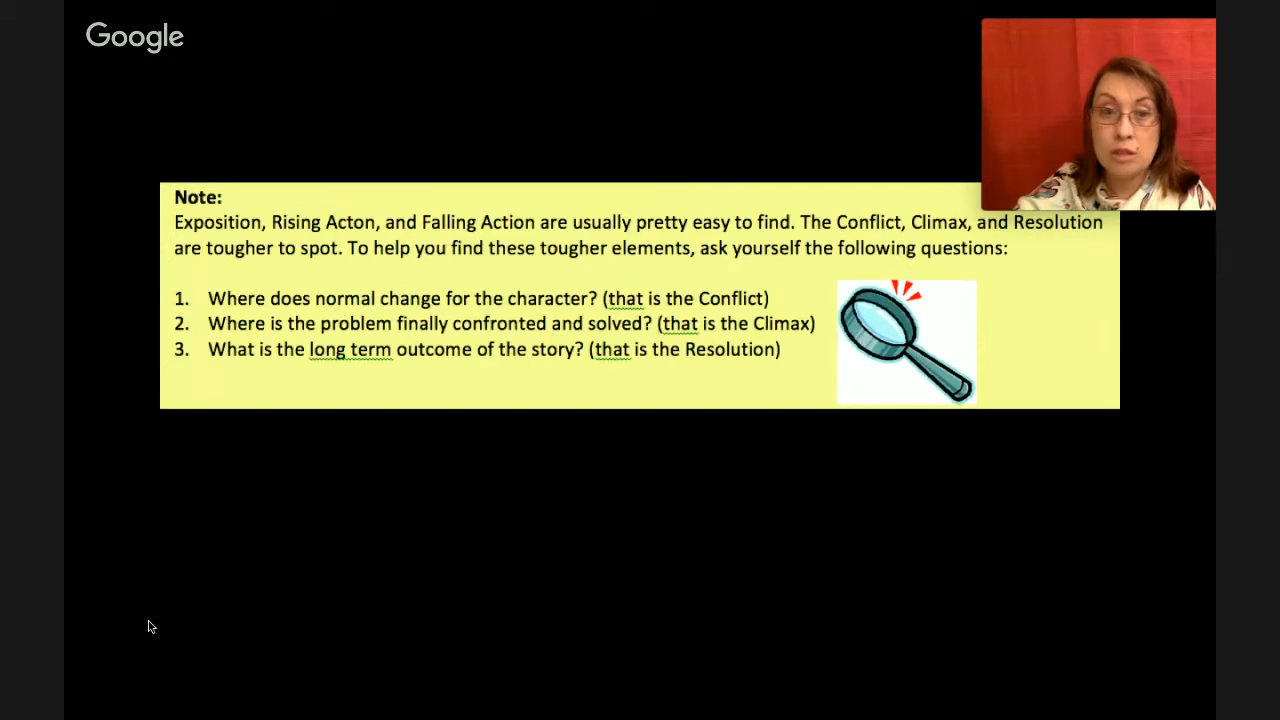 Google
Note:
Exposition, Rising Acton, and Falling Action are usually pretty easy to find. The Conflict, Climax, and Resolution
are tougher to spot. To help you find these tougher elements, ask yourself the following questions:
1. Where does normal change for the character? (that is the Conflict)
2. Where is the problem finally confronted and solved? (that is the Climax)
3. What is the long term outcome of the story? (that is the Resolution)